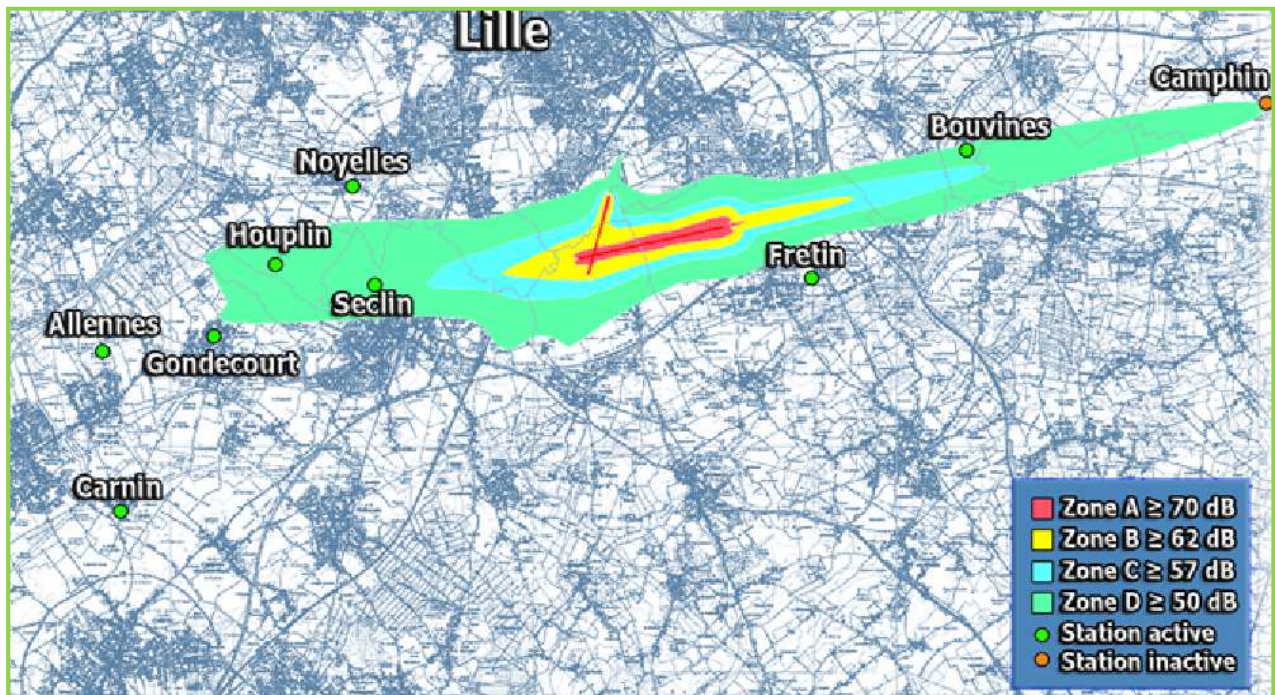 Lille
Camphin
Bouvines
Noyelles
Houplin
Fretin
Seclin
Allennes
Gondecourt
Carnin
Zone A ≥ 70 dB
Zone B ≥ 62 dB
Zone C ≥ 57 dB
Zone D ≥ 50 dB
Station active
Station inactive